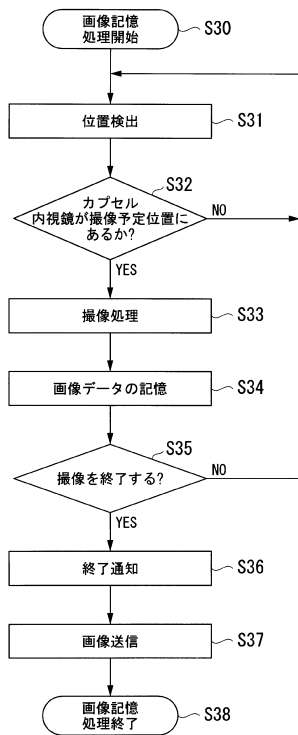 画像記憶
処理開始
S30
位置検出
S31
S32
カプセル
内視鏡が撮像予定位置に
あるか?
NO
YES
撮像処理
S33
画像データの記憶
S34
S35
撮像を終了する?
NO
YES
終了通知
S36
画像送信
S37
画像記憶
処理終了
S38